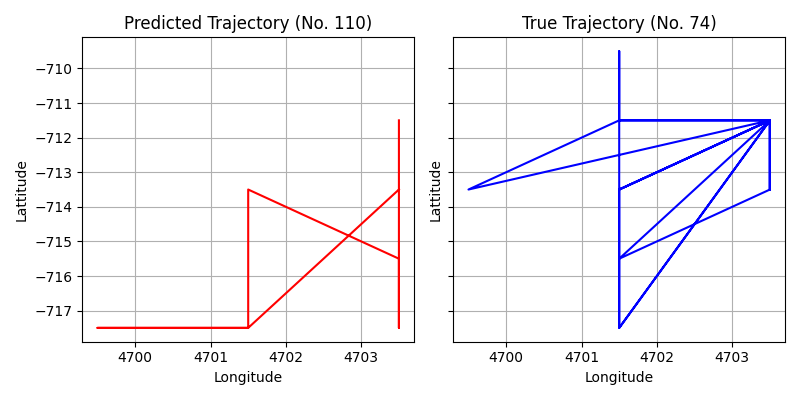 Predicted Trajectory (No. 110)
True Trajectory (No. 74)
Lattitude
−710
−711
−712
−713
−714
−715
−716
−717
4700
4701
4702
4703
Longitude
Lattitude
4700
4701
4702
4703
Longitude